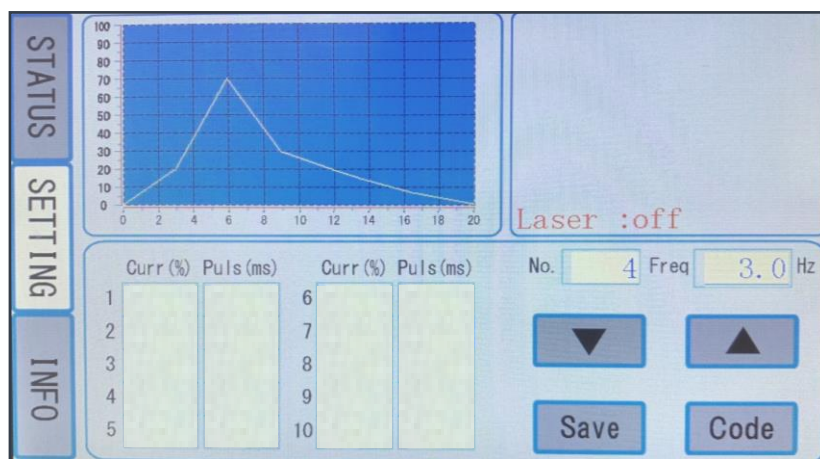 STATUS
SETTING
INFO
100
90
80
70
60
50
40
30
20
10
0
0 2 4 6 8 10 12 14 16 18 20
Laser :off
Curr(%) Puls(ms) Curr(%) Puls(ms)
1 6
2 7
3 8
4 9
5 10
No. 4 Freq 3.0 Hz
▼ ▲
Save Code